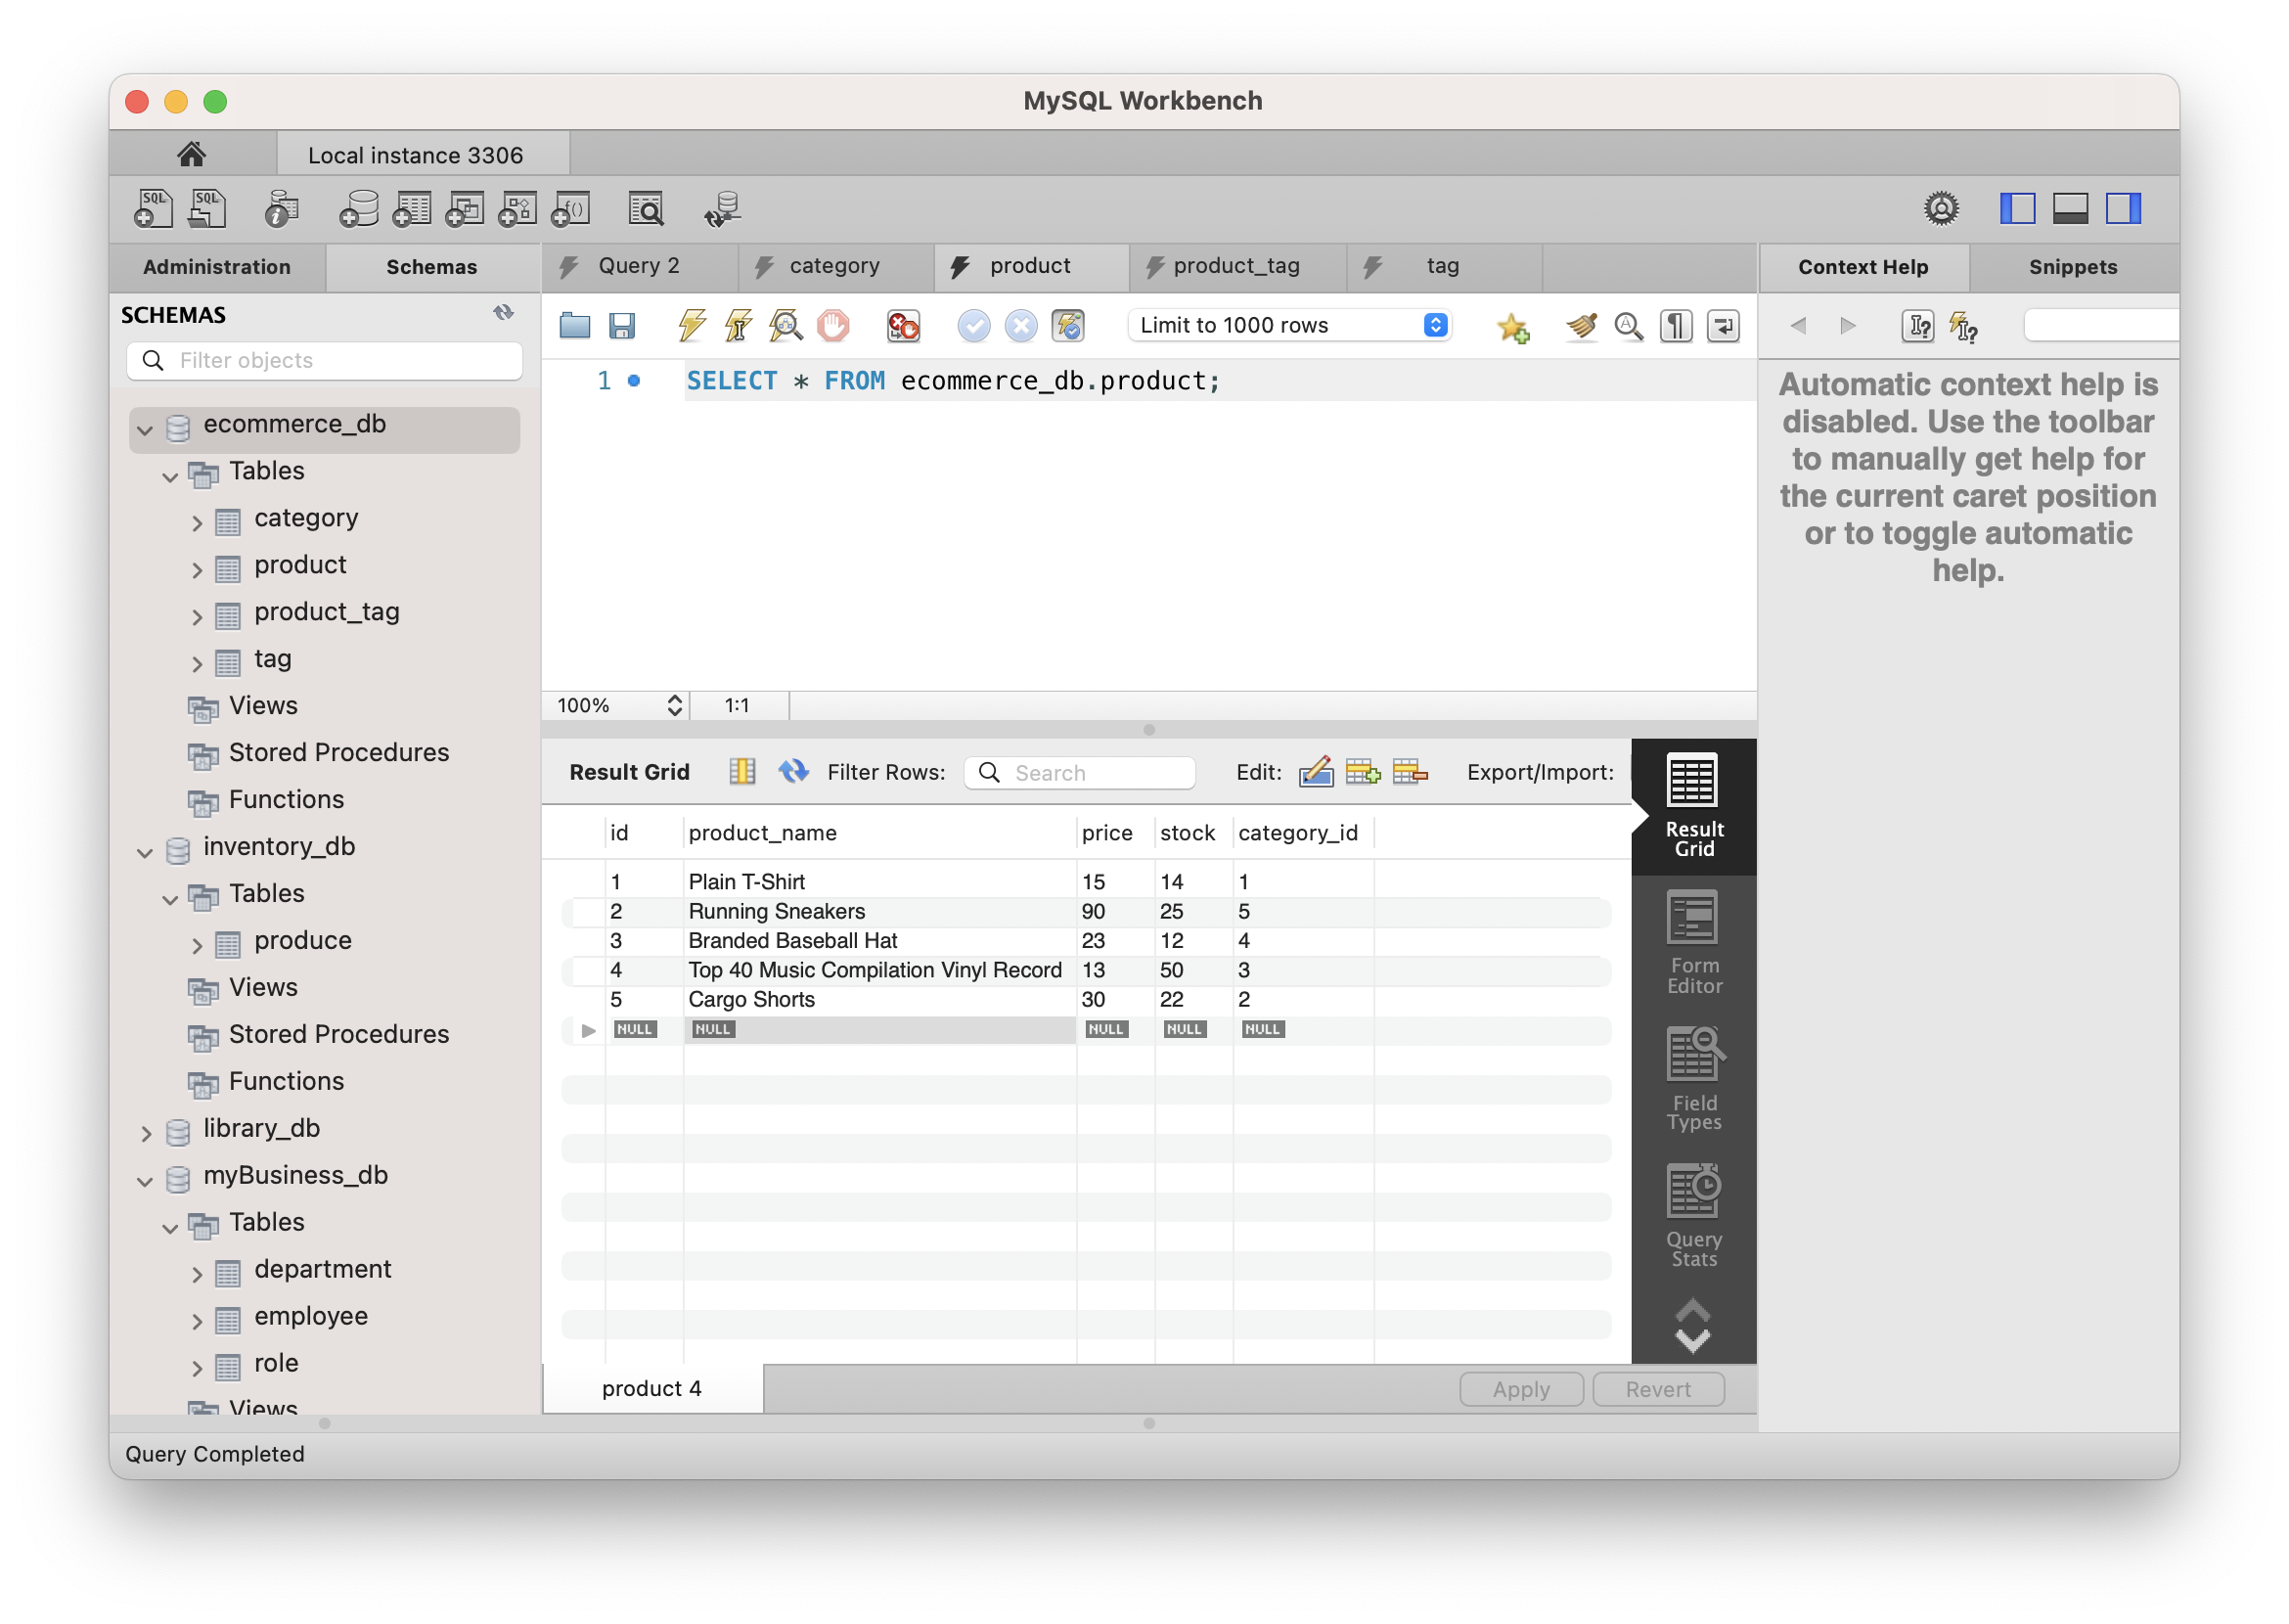 MySQL Workbench
Local instance 3306
SQL SQL f()
Administration Schemas
SCHEMAS
Filter objects
ecommerce_db
Tables
category
product
product_tag
tag
Views
Stored Procedures
Functions
inventory_db
Tables
produce
Views
Stored Procedures
Functions
library_db
myBusiness_db
Tables
department
employee
role
Views
Query 2 category product product_tag tag
Limit to 1000 rows
1 SELECT * FROM ecommerce_db.product;
100% 1:1
Result Grid Filter Rows: Search Edit: Export/Import:
id product_name price stock category_id
1 Plain T-Shirt 15 14 1
2 Running Sneakers 90 25 5
3 Branded Baseball Hat 23 12 4
4 Top 40 Music Compilation Vinyl Record 13 50 3
5 Cargo Shorts 30 22 2
NULL NULL NULL NULL NULL
Result
Grid
Form
Editor
Field
Types
Query
Stats
product 4 Apply Revert
Context Help Snippets
Automatic context help is
disabled. Use the toolbar
to manually get help for
the current caret position
or to toggle automatic
help.
Query Completed